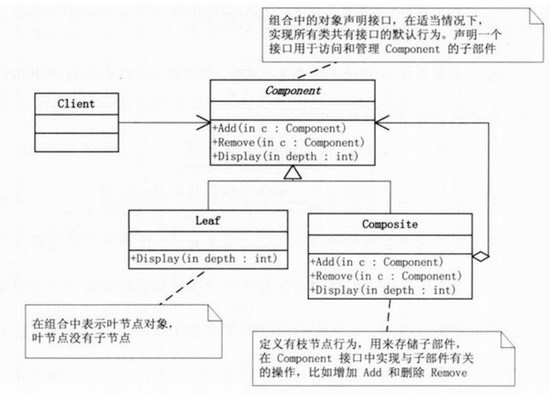 组合中的对象声明接口，在适当情况下，
实现所有类共有接口的默认行为。声明一个
接口用于访问和管理 Component 的子部件
Client
Component
+Add(in c : Component)
+Remove(in c : Component)
+Display(in depth : int)
Leaf
+Display(in depth : int)
Composite
+Add(in c : Component)
+Remove(in c : Component)
+Display(in depth : int)
在组合中表示叶节点对象，
叶节点没有子节点
定义有枝节点行为，用来存储子部件，
在 Component 接口中实现与子部件有关
的操作，比如增加 Add 和删除 Remove